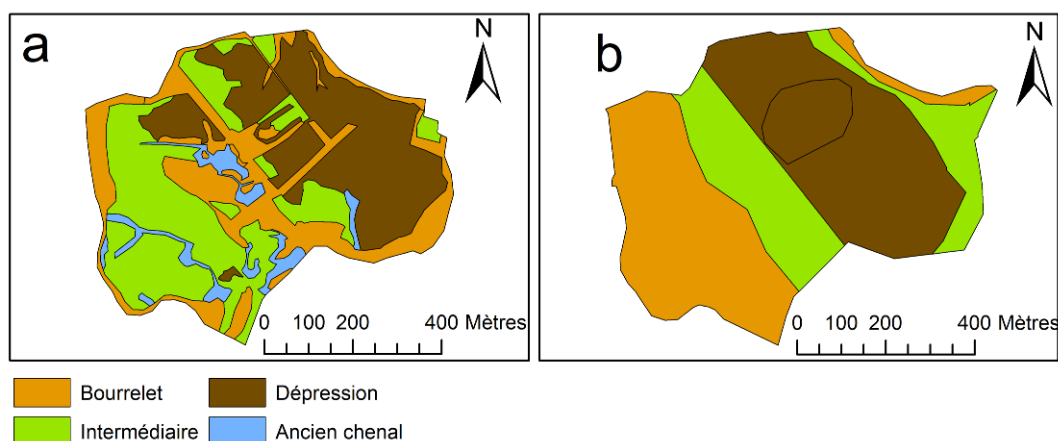 a
N
0 100 200 400 Mètres
b
N
0 100 200 400 Mètres
Bourrelet
Dépression
Intermédiaire
Ancien chenal